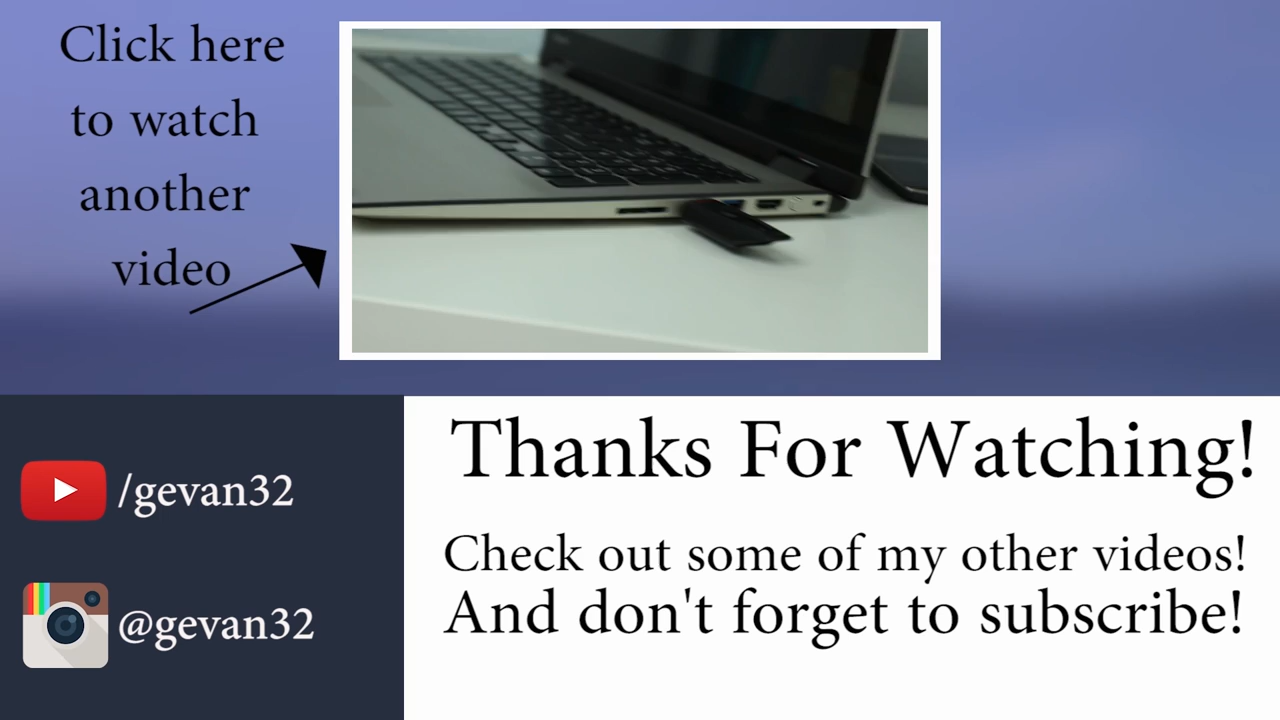 Click here
to watch
another
video
/gevan32
@gevan32
Thanks For Watching!
Check out some of my other videos!
And don't forget to subscribe!